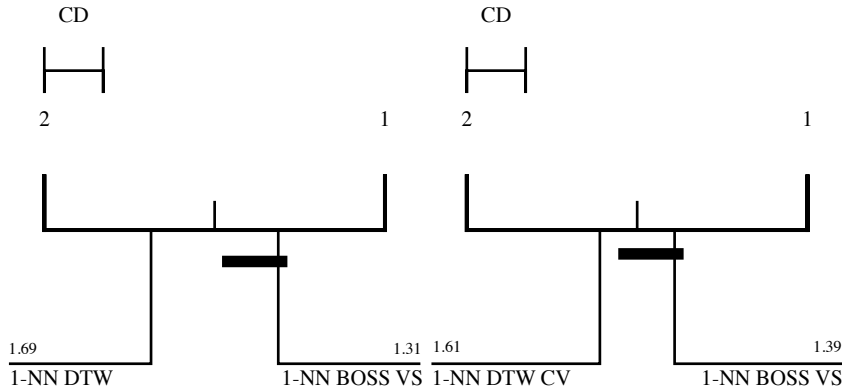 CD
2 1
1.69 1.31
1-NN DTW 1-NN BOSS VS
CD
2 1
1.61 1.39
1-NN DTW CV 1-NN BOSS VS